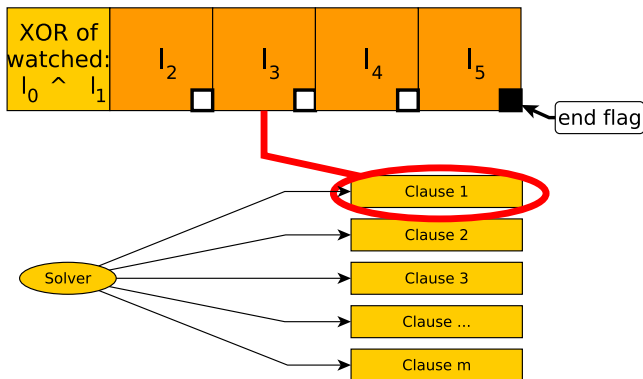 XOR of
watched:
l0 ^ l1
l2
l3
l4
l5
end flag
Clause 1
Clause 2
Solver
Clause 3
Clause ...
Clause m